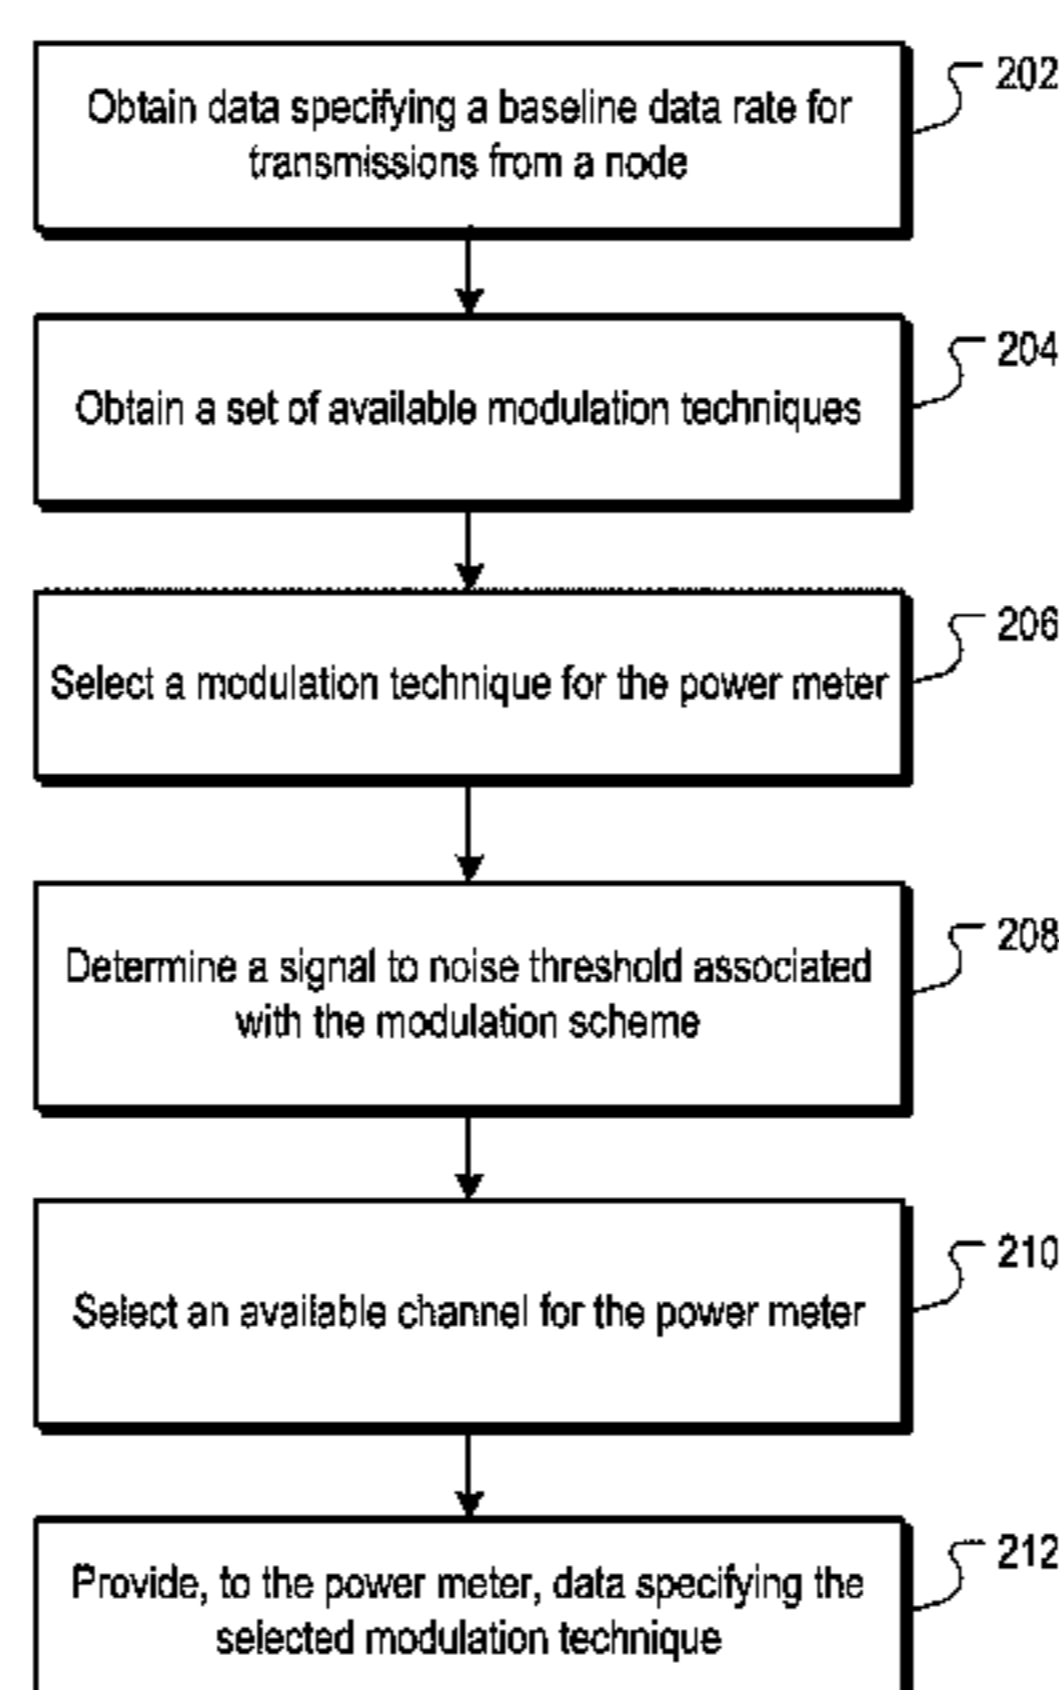 Obtain data specifying a baseline data rate for
transmissions from a node
202
Obtain a set of available modulation techniques
204
Select a modulation technique for the power meter
206
Determine a signal to noise threshold associated
with the modulation scheme
208
Select an available channel for the power meter
210
Provide, to the power meter, data specifying the
selected modulation technique
212